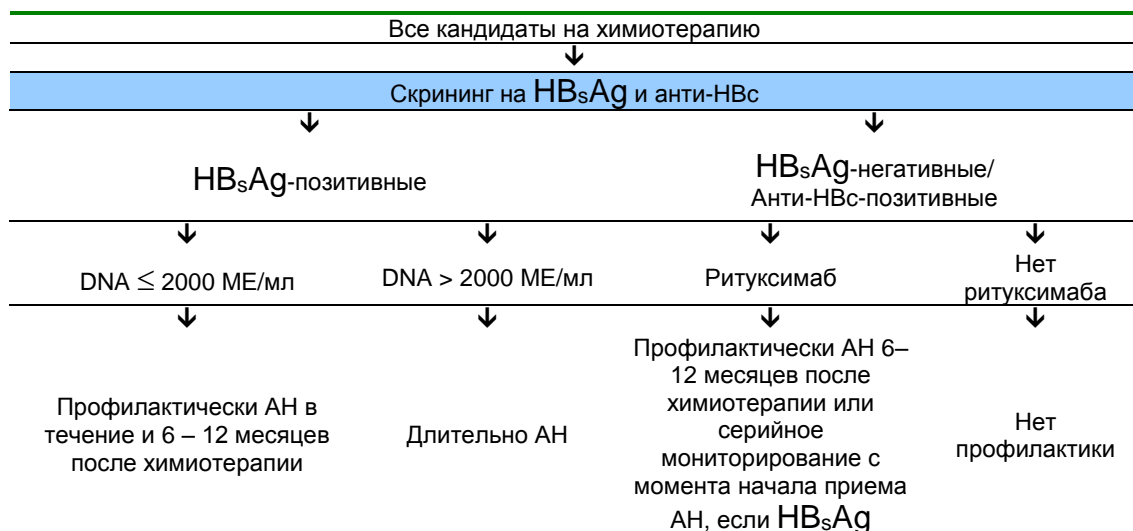 Все кандидаты на химиотерапию
Скрининг на HBsAg и анти-HBc
HBsAg-позитивные
HBsAg-негативные/
Анти-HBc-позитивные
DNA ≤ 2000 МЕ/мл
DNA > 2000 МЕ/мл
Ритуксимаб
Нет
ритуксимаба
Профилактически АН в
течение и 6 – 12 месяцев
после химиотерапии
Длительно АН
Профилактически АН 6–
12 месяцев после
химиотерапии или
серийное
мониторирование с
момента начала приема
АН, если HBsAg
Нет
профилактики